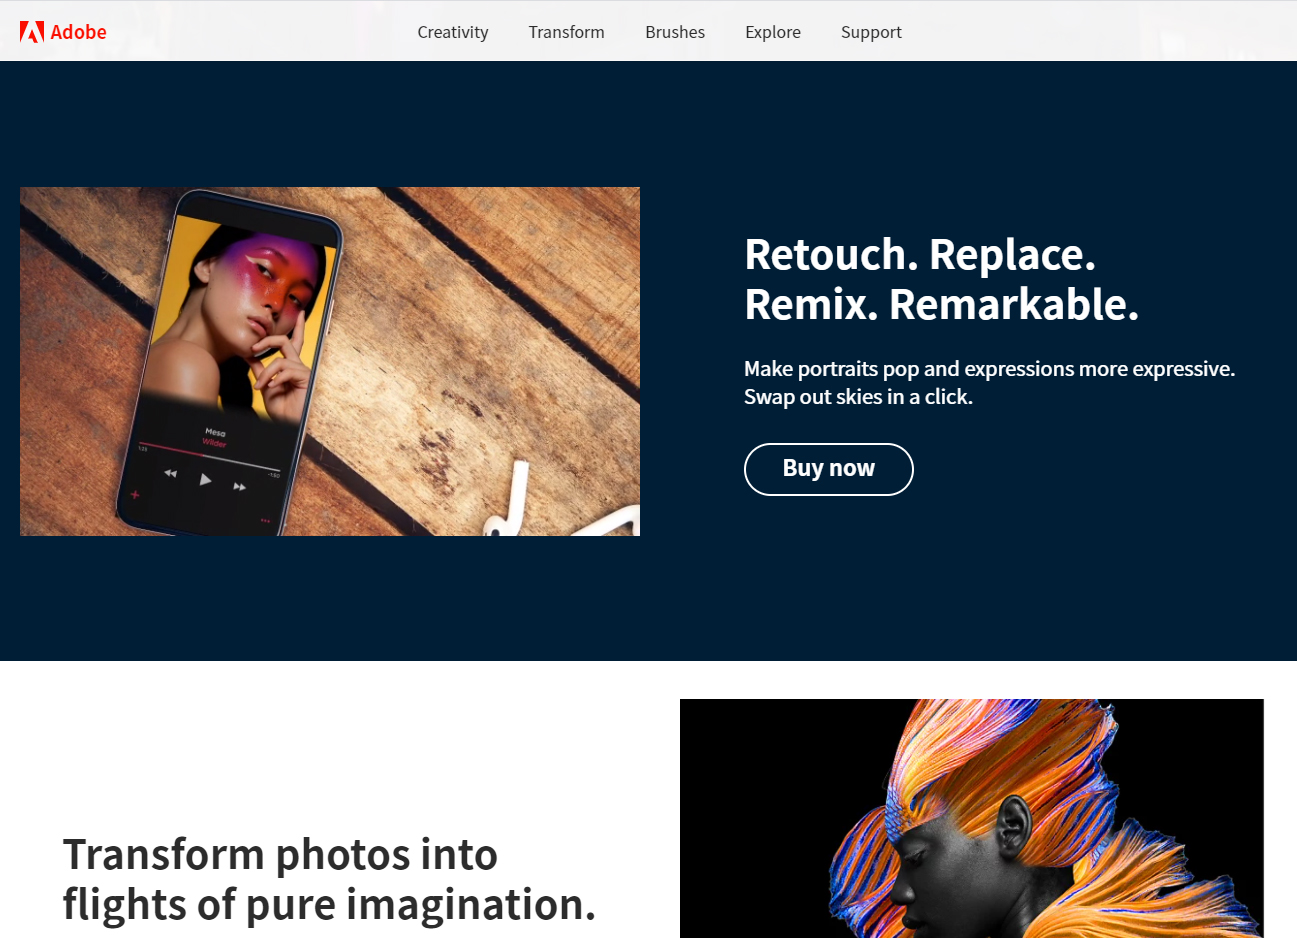 Adobe
Creativity
Transform
Brushes
Explore
Support
Retouch. Replace.
Remix. Remarkable.
Make portraits pop and expressions more expressive.
Swap out skies in a click.
Buy now
Mesa
Wilder
Transform photos into
flights of pure imagination.